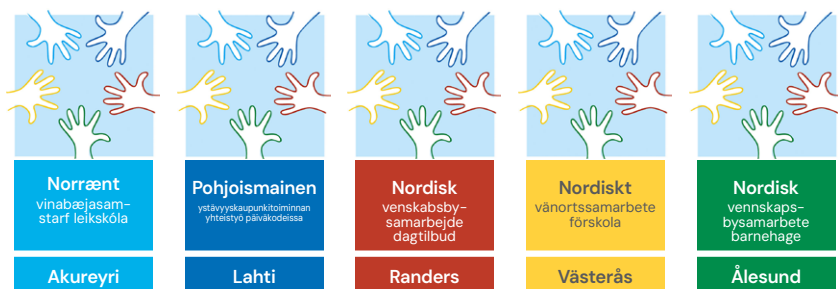 Norrænt
vinabæjasam-
starf leikskóla
Akureyri
Pohjoismainen
ystävyyskaupunkitoiminnan
yhteistyö päiväkodeissa
Lahti
Nordisk
venskabsby-
samarbejde
dagtilbud
Randers
Nordiskt
vänortssamarbete
förskola
Västerås
Nordisk
vennskaps-
bysamarbete
barnehage
Ålesund